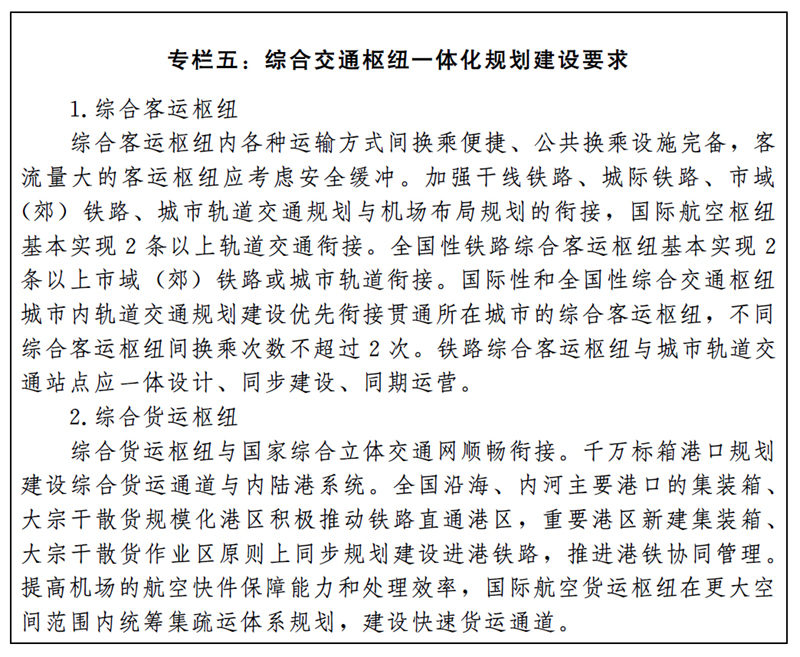 专栏五：综合交通枢纽一体化规划建设要求
1.综合客运枢纽
综合客运枢纽内各种运输方式间换乘便捷、公共换乘设施完备，客
流量大的客运枢纽应考虑安全缓冲。加强干线铁路、城际铁路、市域
（郊）铁路、城市轨道交通规划与机场布局规划的衔接，国际航空枢纽
基本实现2条以上轨道交通衔接。全国性铁路综合客运枢纽基本实现2
条以上市域（郊）铁路或城市轨道衔接。国际性和全国性综合交通枢纽
城市内轨道交通规划建设优先衔接贯通所在城市的综合客运枢纽，不同
综合客运枢纽间换乘次数不超过2次。铁路综合客运枢纽与城市轨道交
通站点应一体设计、同步建设、同期运营。
2.综合货运枢纽
综合货运枢纽与国家综合立体交通网顺畅衔接。千万标箱港口规划
建设综合货运通道与内陆港系统。全国沿海、内河主要港口的集装箱、
大宗干散货规模化港区积极推动铁路直通港区，重要港区新建集装箱、
大宗干散货作业区原则上同步规划建设进港铁路，推进港铁协同管理。
提高机场的航空快件保障能力和处理效率，国际航空货运枢纽在更大空
间范围内统筹集疏运体系规划，建设快速货运通道。